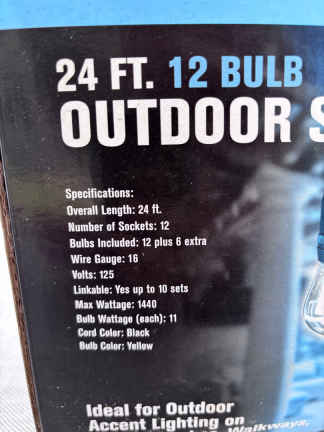 24 FT. 12 BULB
OUTDOOR S
Specifications:
Overall Length: 24 ft.
Number of Sockets: 12
Bulbs Included: 12 plus 6 extra
Wire Gauge: 16
Volts: 125
Linkable: Yes up to 10 sets
Max Wattage: 1440
Bulb Wattage (each): 11
Cord Color: Black
Bulb Color: Yellow
Ideal for Outdoor
Accent Lighting on
Walkways,